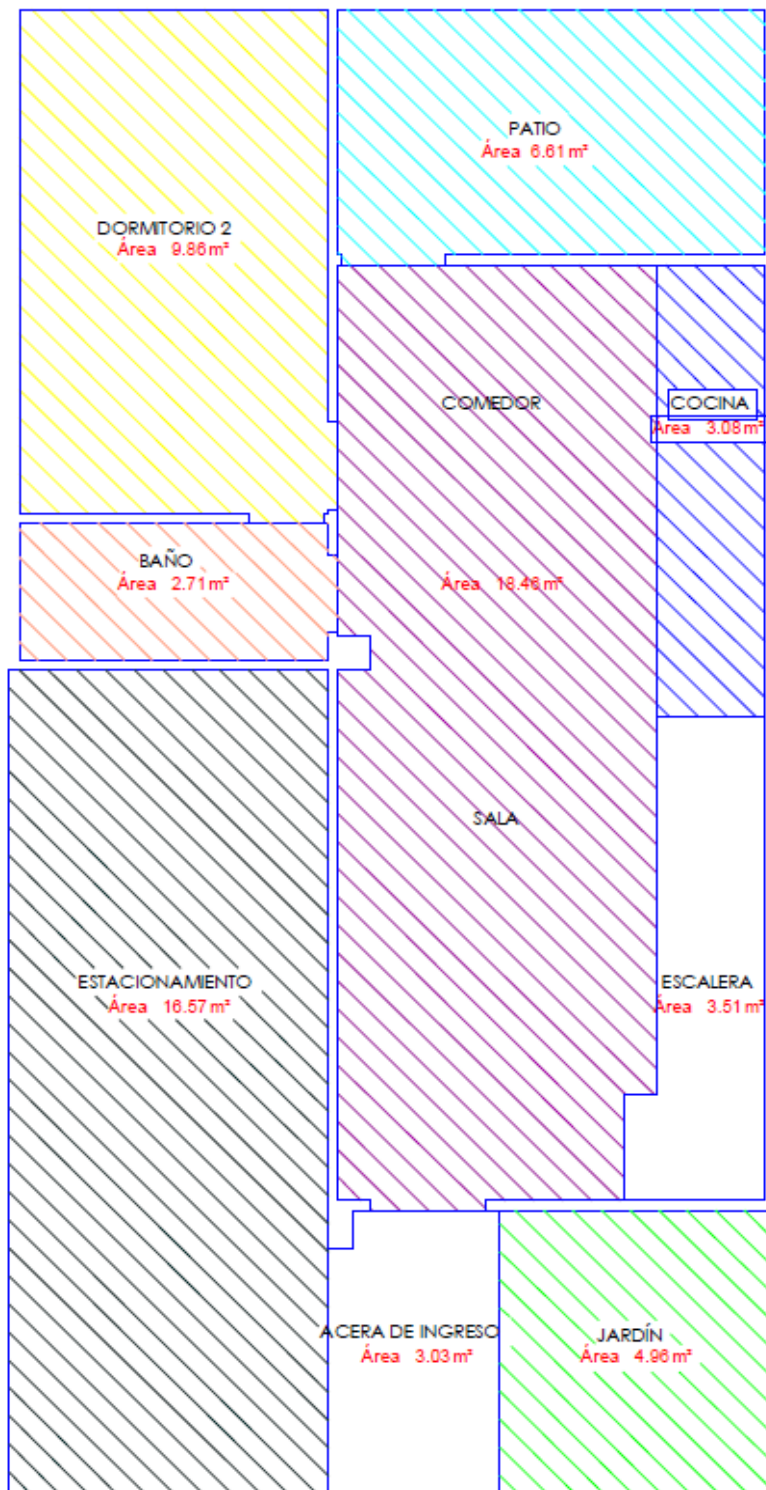 PATIO
Área 6.61 m²
DORMITORIO 2
Área 9.86 m²
COMEDOR
COCINA
Área 3.08 m²
BAÑO
Área 2.71 m²
Área 18.46 m²
SALA
ESTACIONAMIENTO
Área 16.57 m²
ESCALERA
Área 3.51 m²
ACERA DE INGRESO
Área 3.03 m²
JARDÍN
Área 4.96 m²